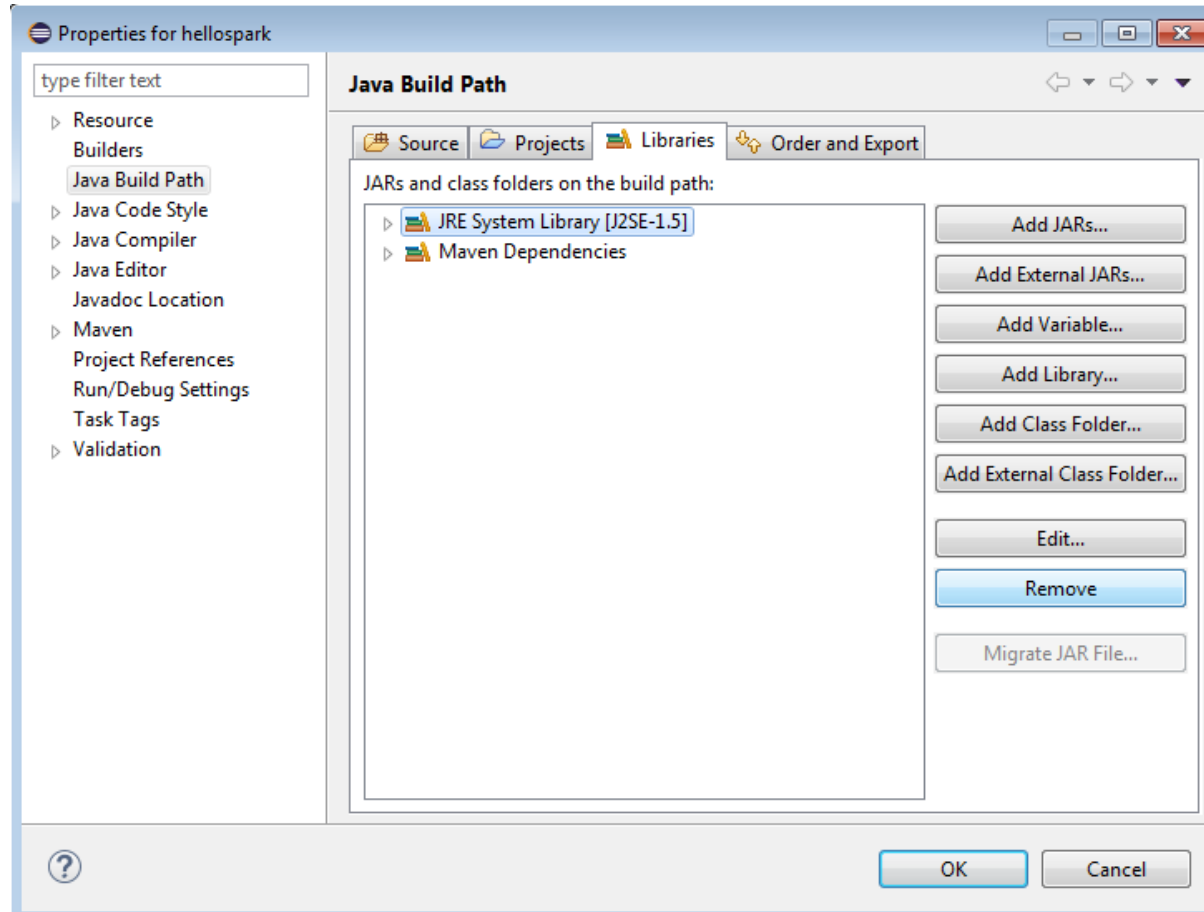 Properties for hellospark
type filter text
Resource
Builders
Java Build Path
Java Code Style
Java Compiler
Java Editor
Javadoc Location
Maven
Project References
Run/Debug Settings
Task Tags
Validation
Java Build Path
Source
Projects
Libraries
Order and Export
JARs and class folders on the build path:
JRE System Library [J2SE-1.5]
Maven Dependencies
Add JARs...
Add External JARs...
Add Variable...
Add Library...
Add Class Folder...
Add External Class Folder...
Edit...
Remove
Migrate JAR File...
?
OK
Cancel